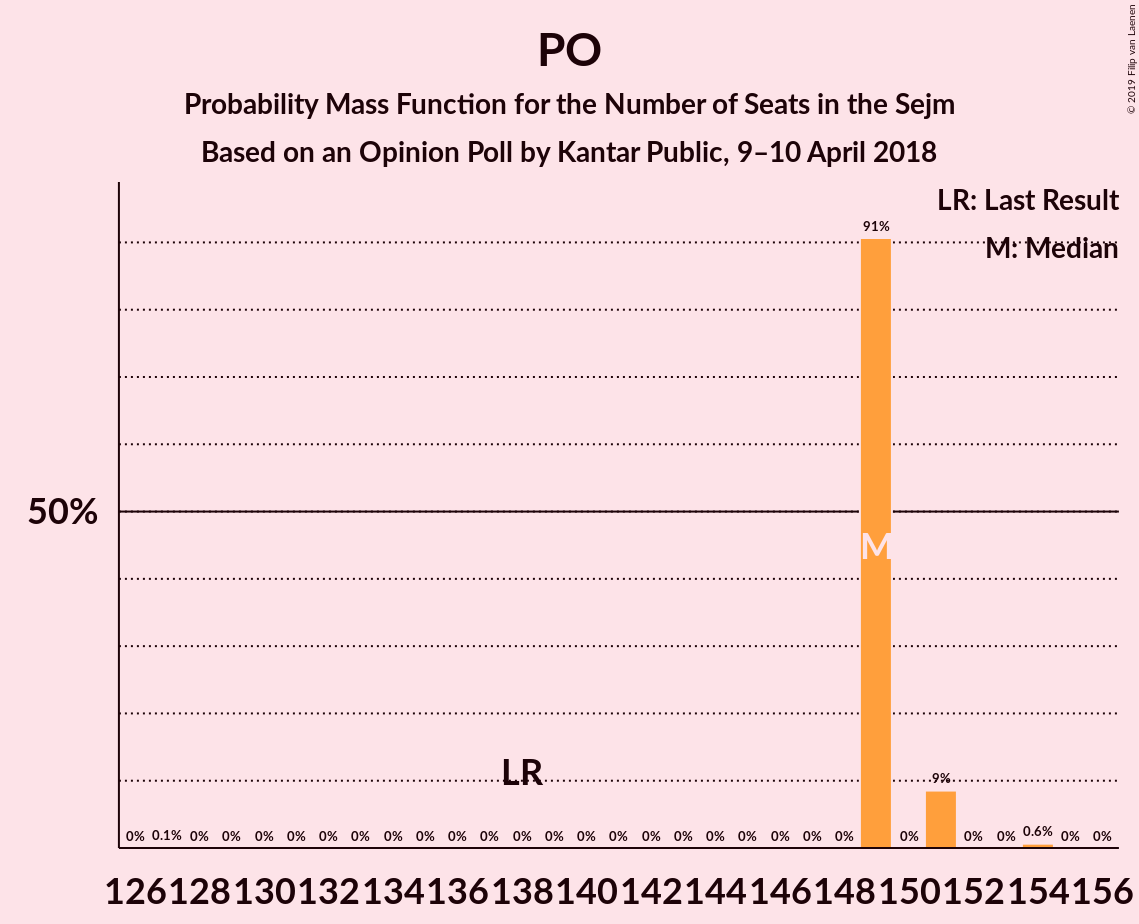 PO
Probability Mass Function for the Number of Seats in the Sejm
Based on an Opinion Poll by Kantar Public, 9–10 April 2018
© 2019 Filip van Laenen
LR: Last Result
M: Median
91%
50%
M
LR
9%
0% 0.1% 0% 0% 0% 0% 0% 0% 0% 0% 0% 0% 0% 0% 0% 0% 0% 0% 0% 0% 0% 0% 0% 0% 0% 0% 0.6% 0% 0%
126 128 130 132 134 136 138 140 142 144 146 148 150 152 154 156